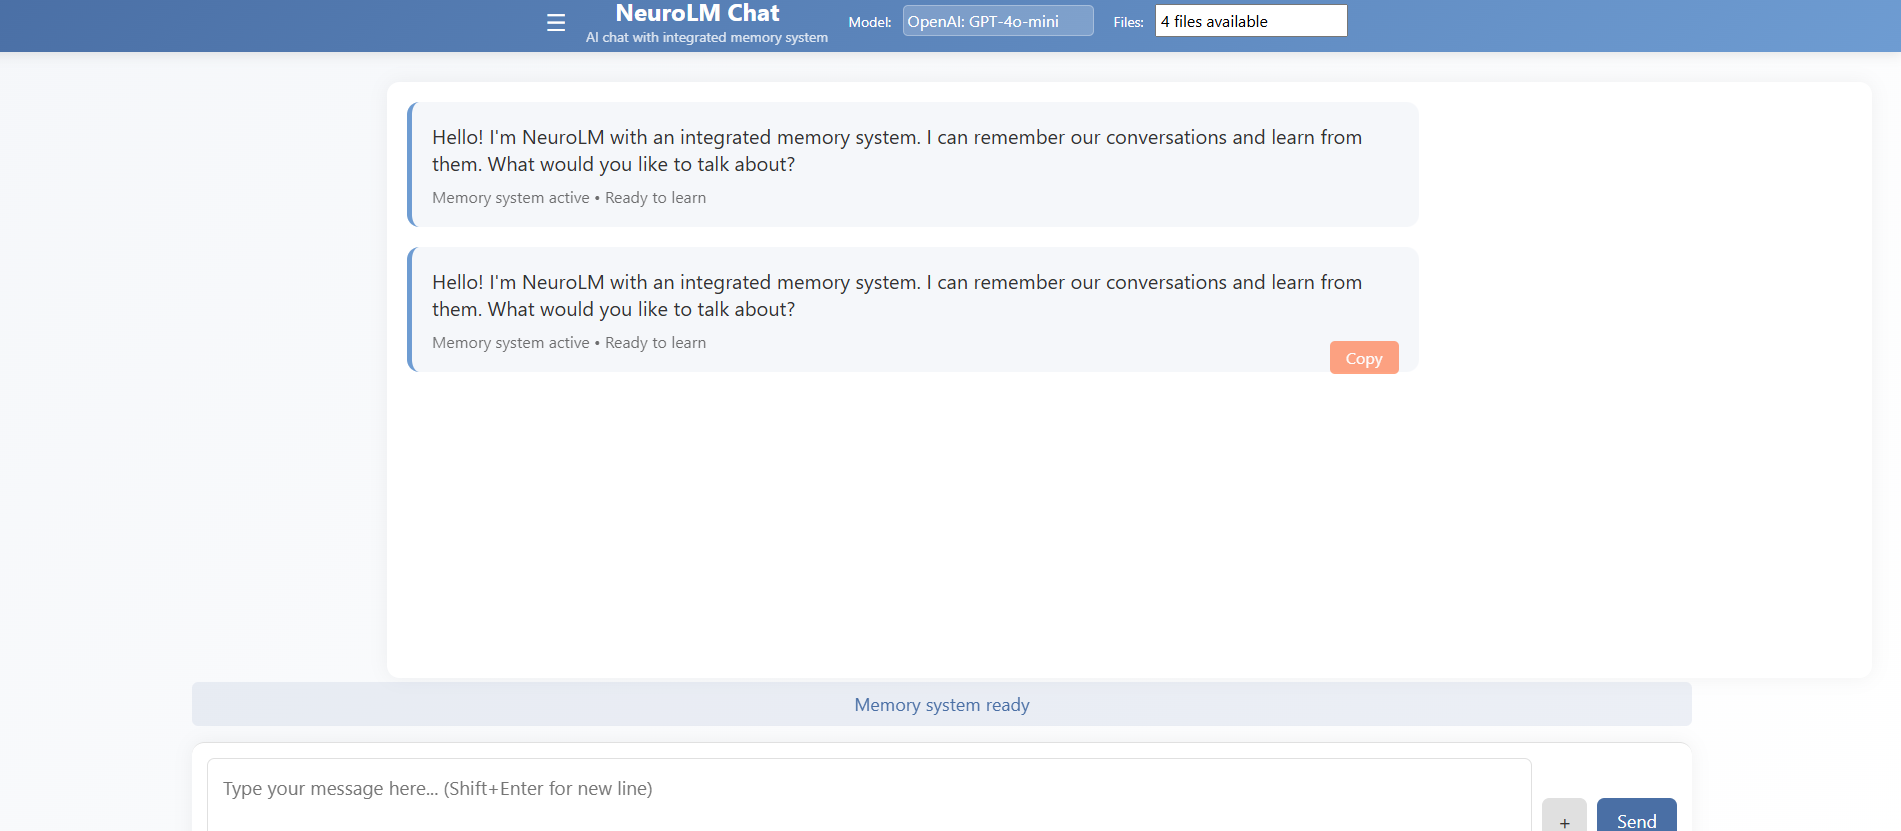 ☰ NeuroLM Chat
AI chat with integrated memory system
Model: OpenAI: GPT-4o-mini Files: 4 files available
Hello! I'm NeuroLM with an integrated memory system. I can remember our conversations and learn from
them. What would you like to talk about?
Memory system active • Ready to learn
Hello! I'm NeuroLM with an integrated memory system. I can remember our conversations and learn from
them. What would you like to talk about?
Memory system active • Ready to learn
Copy
Memory system ready
Type your message here... (Shift+Enter for new line)
+ Send